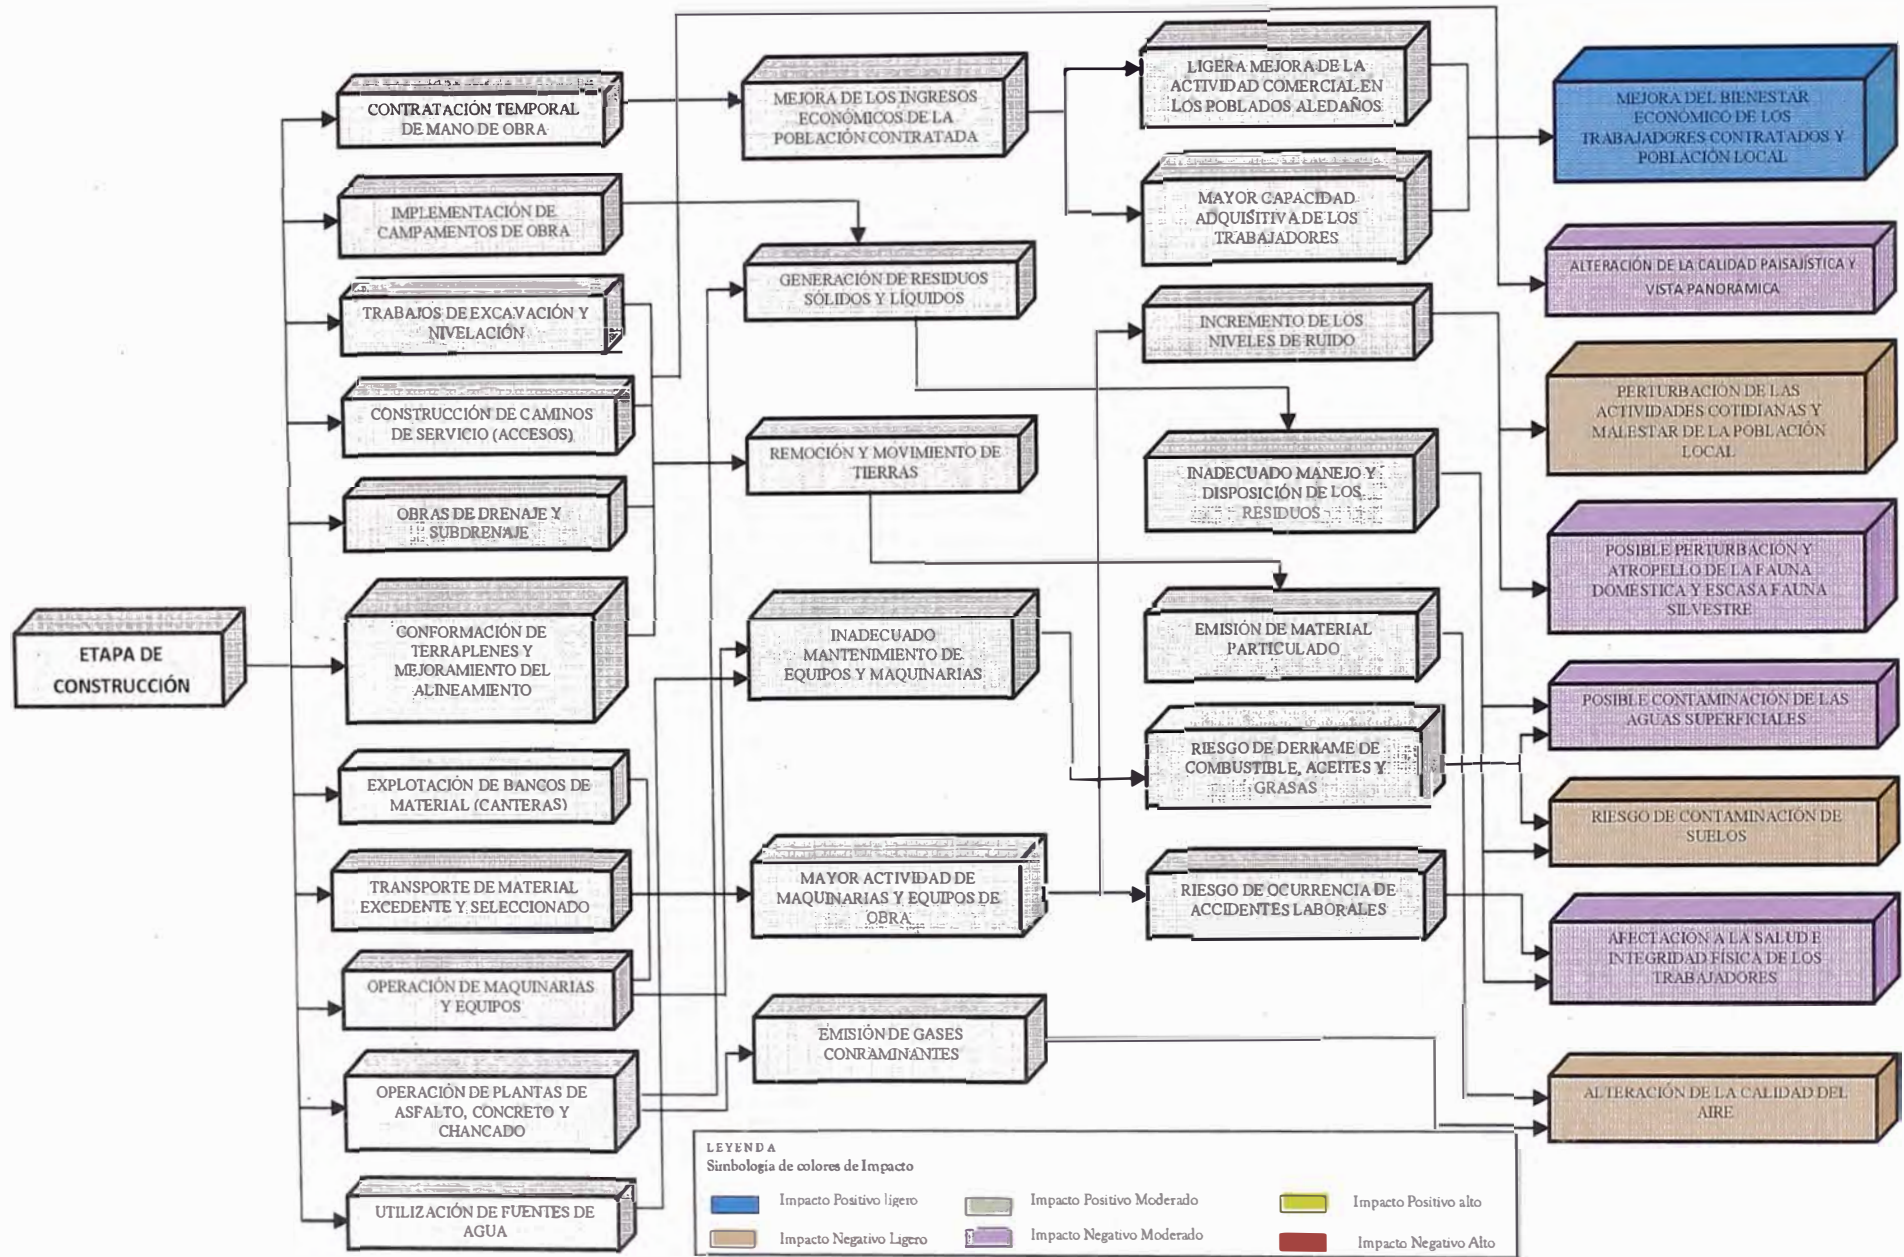 ETAPA DE
CONSTRUCCIÓN
CONTRATACIÓN TEMPORAL
DE MANO DE OBRA
IMPLEMENTACIÓN DE
CAMPAMENTOS DE OBRA
TRABAJOS DE EXCAVACIÓN Y
NIVELACIÓN
CONSTRUCCIÓN DE CAMINOS
DE SERVICIO (ACCESOS)
OBRAS DE DRENAJE Y
SUBDRENAJE
CONFORMACIÓN DE
TERRAPLENES Y
MEJORAMIENTO DEL
ALINEAMIENTO
EXPLOTACIÓN DE BANCOS DE
MATERIAL (CANTERAS)
TRANSPORTE DE MATERIAL
EXCEDENTE Y SELECCIONADO
OPERACIÓN DE MAQUINARIAS
Y EQUIPOS
OPERACIÓN DE PLANTAS DE
ASFALTO, CONCRETO Y
CHANCADO
UTILIZACIÓN DE FUENTES DE
AGUA
MEJORA DE LOS INGRESOS
ECONÓMICOS DE LA
POBLACIÓN CONTRATADA
GENERACIÓN DE RESIDUOS
SÓLIDOS Y LÍQUIDOS
REMOCIÓN Y MOVIMIENTO DE
TIERRAS
INADECUADO
MANTENIMIENTO DE
EQUIPOS Y MAQUINARIAS
MAYOR ACTIVIDAD DE
MAQUINARIAS Y EQUIPOS DE
OBRA
EMISIÓN DE GASES
CONRAMINANTES
LIGERA MEJORA DE LA
ACTIVIDAD COMERCIAL EN
LOS POBLADOS ALEDAÑOS
MAYOR CAPACIDAD
ADQUISITIVA DE LOS
TRABAJADORES
INCREMENTO DE LOS
NIVELES DE RUIDO
INADECUADO MANEJO Y
DISPOSICIÓN DE LOS
RESIDUOS
EMISIÓN DE MATERIAL
PARTICULADO
RIESGO DE DERRAME DE
COMBUSTIBLE, ACEITES Y
GRASAS
RIESGO DE OCURRENCIA DE
ACCIDENTES LABORALES
MEJORA DEL BIENESTAR
ECONÓMICO DE LOS
TRABAJADORES CONTRATADOS Y
POBLACIÓN LOCAL
ALTERACIÓN DE LA CALIDAD PAISAJÍSTICA Y
VISTA PANORÁMICA
PERTURBACIÓN DE LAS
ACTIVIDADES COTIDIANAS Y
MALESTAR DE LA POBLACIÓN
LOCAL
POSIBLE PERTURBACIÓN Y
ATROPELLO DE LA FAUNA
DOMESTICA Y ESCASA FAUNA
SILVESTRE
POSIBLE CONTAMINACIÓN DE LAS
AGUAS SUPERFICIALES
RIESGO DE CONTAMINACIÓN DE
SUELOS
AFECTACIÓN A LA SALUD E
INTEGRIDAD FÍSICA DE LOS
TRABAJADORES
ALTERACIÓN DE LA CALIDAD DEL
AIRE
LEYENDA
Simbología de colores de Impacto
Impacto Positivo ligero
Impacto Positivo Moderado
Impacto Positivo alto
Impacto Negativo Ligero
Impacto Negativo Moderado
Impacto Negativo Alto